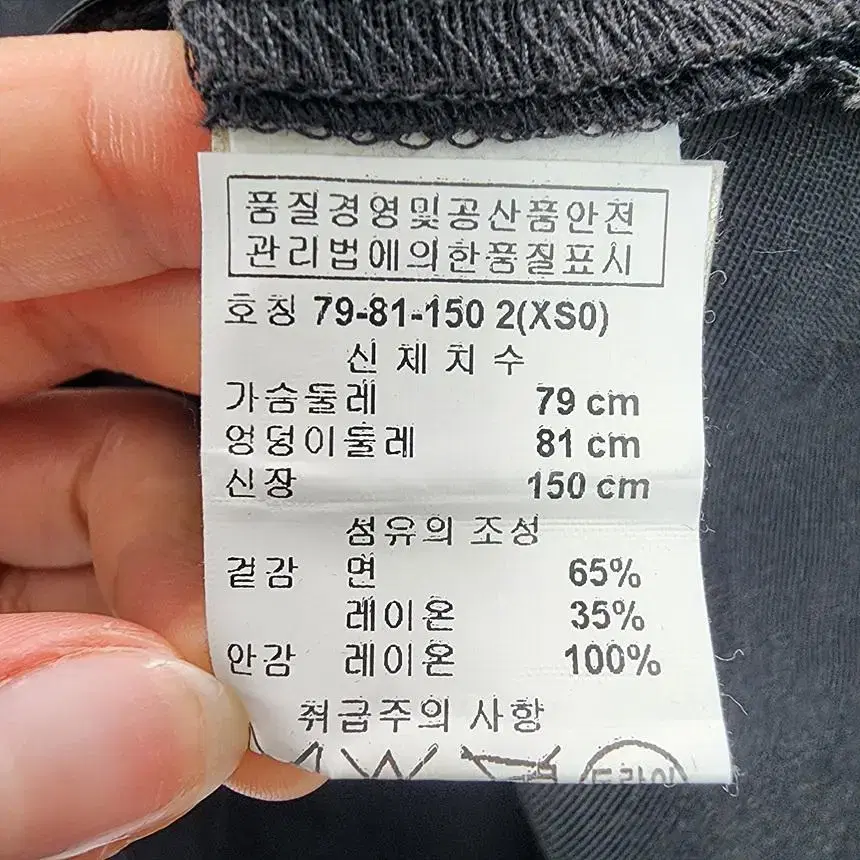 품질경영및공산품안전
관리법에의한품질표시
호칭 79-81-150 2(XS0)
신체치수
가슴둘레 79 cm
엉덩이둘레 81 cm
신장 150 cm
섬유의 조성
겉감 면 65%
레이온 35%
안감 레이온 100%
취급주의 사항
드라이